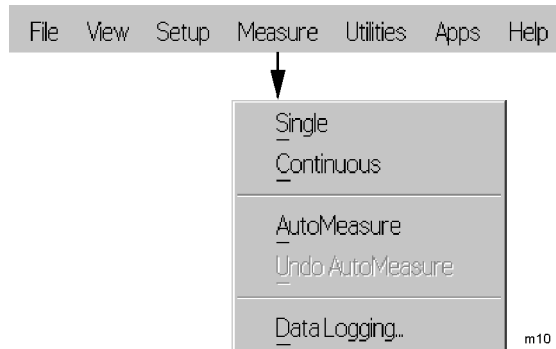 File View Setup Measure Utilities Apps Help
Single
Continuous
AutoMeasure
Undo AutoMeasure
Data Logging...
m10